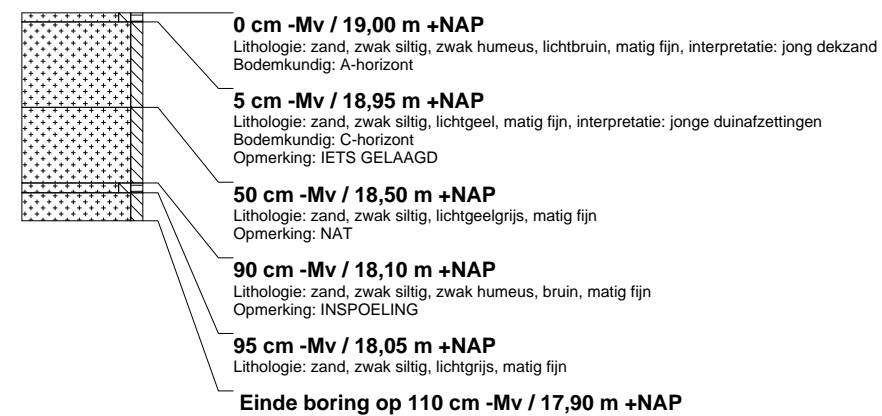 0 cm -Mv / 19,00 m +NAP
Lithologie: zand, zwak siltig, zwak humeus, lichtbruin, matig fijn, interpretatie: jong dekzand
Bodemkundig: A-horizont
5 cm -Mv / 18,95 m +NAP
Lithologie: zand, zwak siltig, lichtgeel, matig fijn, interpretatie: jonge duinafzettingen
Bodemkundig: C-horizont
Opmerking: IETS GELAAGD
50 cm -Mv / 18,50 m +NAP
Lithologie: zand, zwak siltig, lichtgeelgrijs, matig fijn
Opmerking: NAT
90 cm -Mv / 18,10 m +NAP
Lithologie: zand, zwak siltig, zwak humeus, bruin, matig fijn
Opmerking: INSPOELING
95 cm -Mv / 18,05 m +NAP
Lithologie: zand, zwak siltig, lichtgrijs, matig fijn
Einde boring op 110 cm -Mv / 17,90 m +NAP